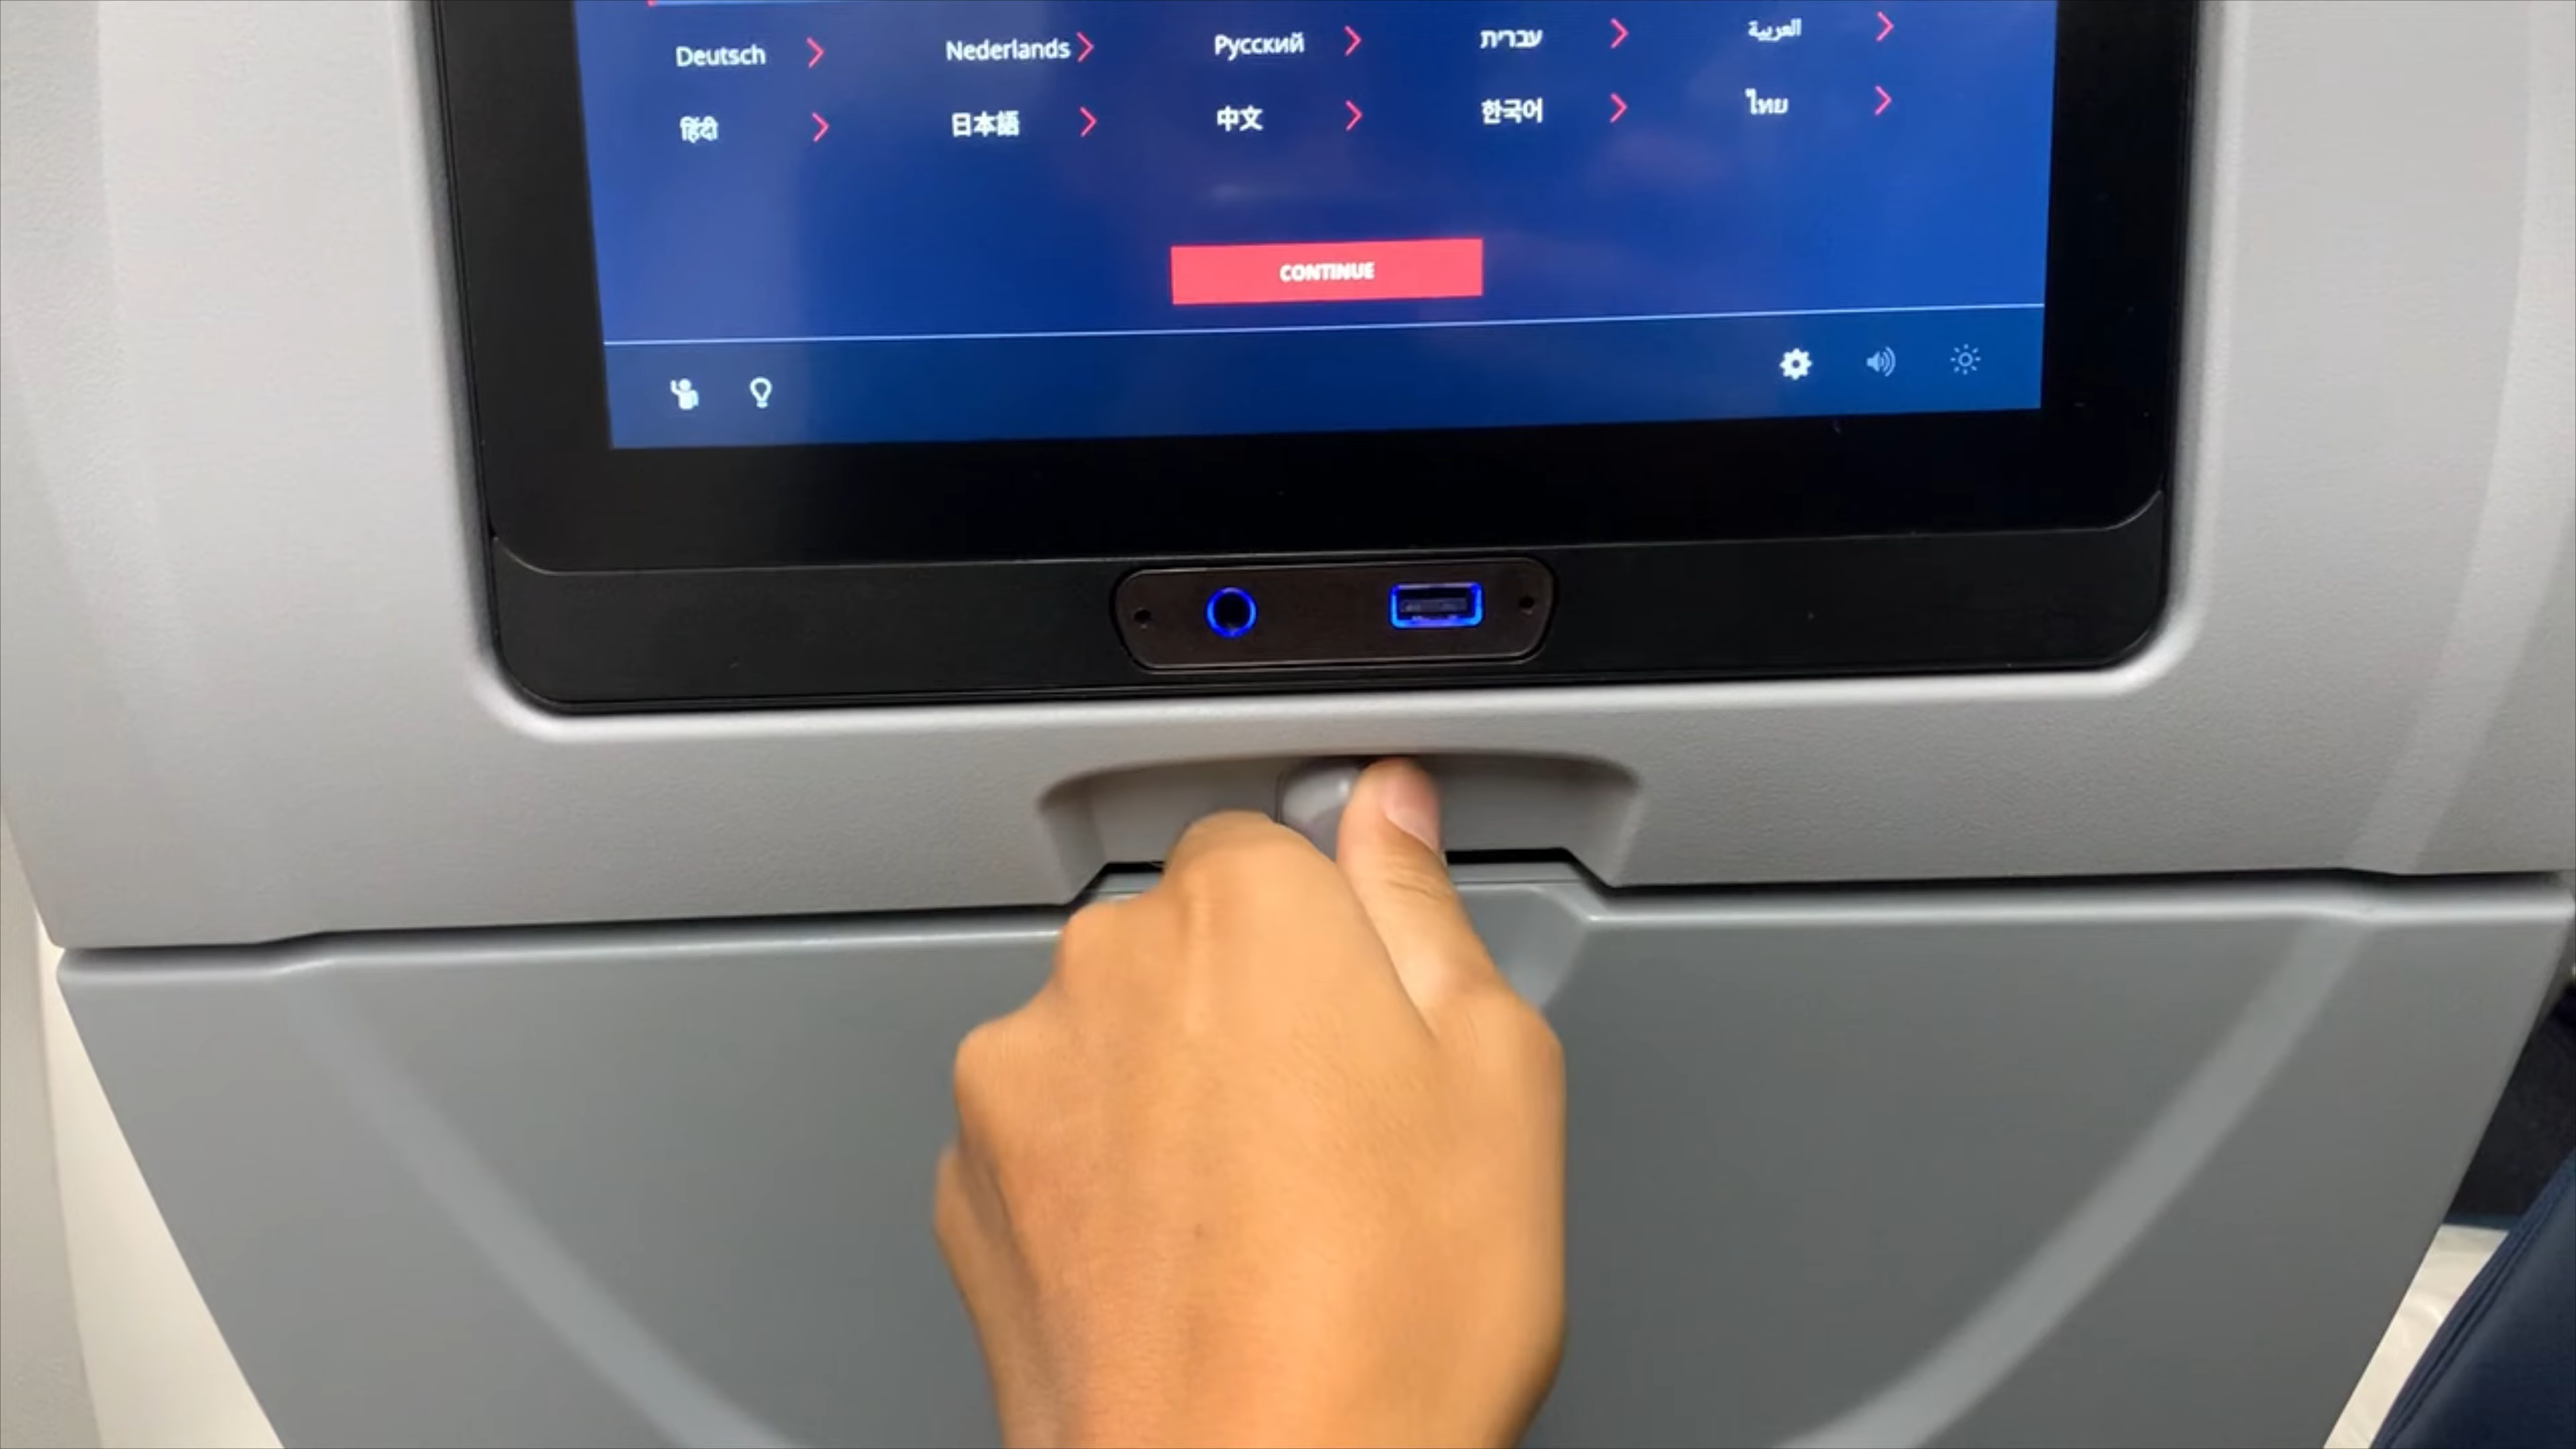 Deutsch Nederlands Русский עברית العربية
हिंदी 日本語 中文 한국어 ไทย
CONTINUE